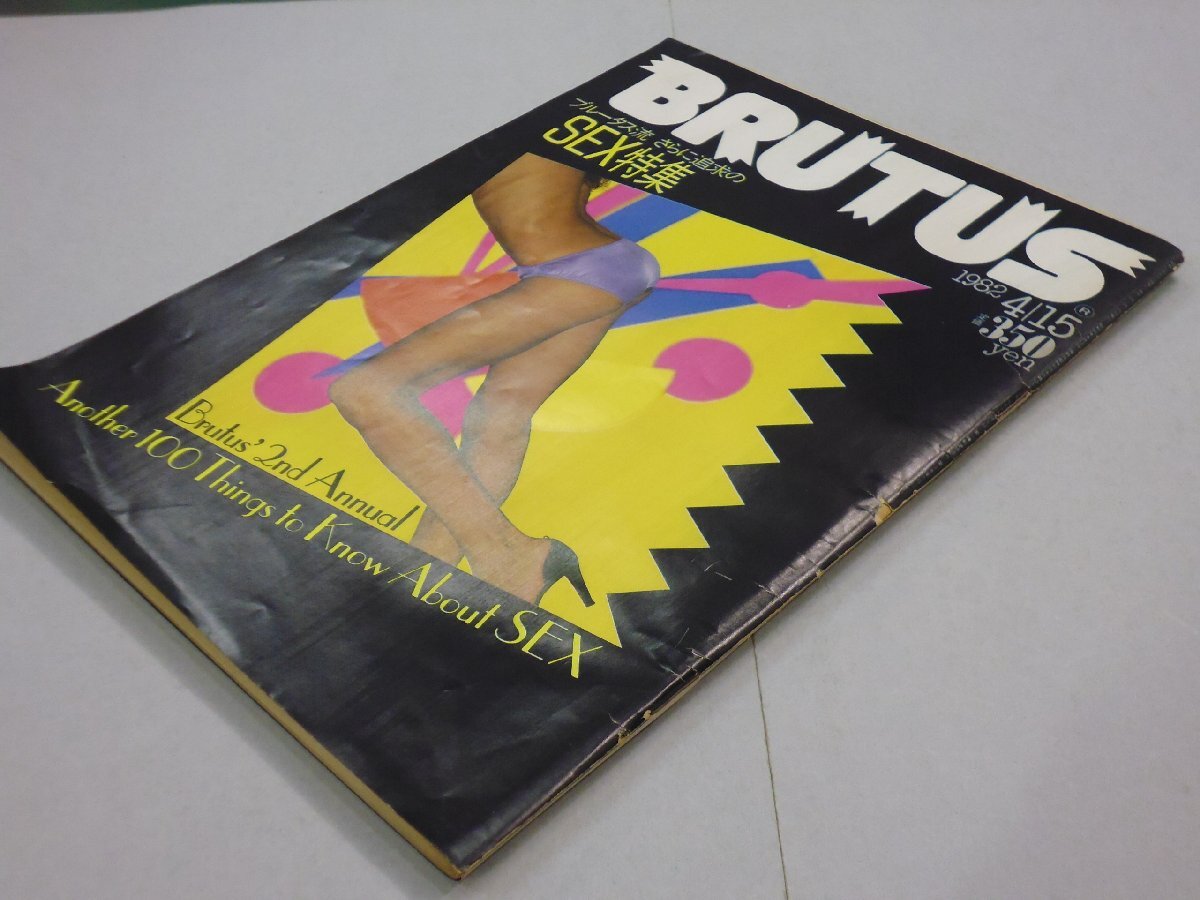 BRUTUS
ブルータス流 さらに追求の
SEX特集
1982 4/15
350
yen
Brutus' 2nd Annual
Another 100 Things to Know About SEX